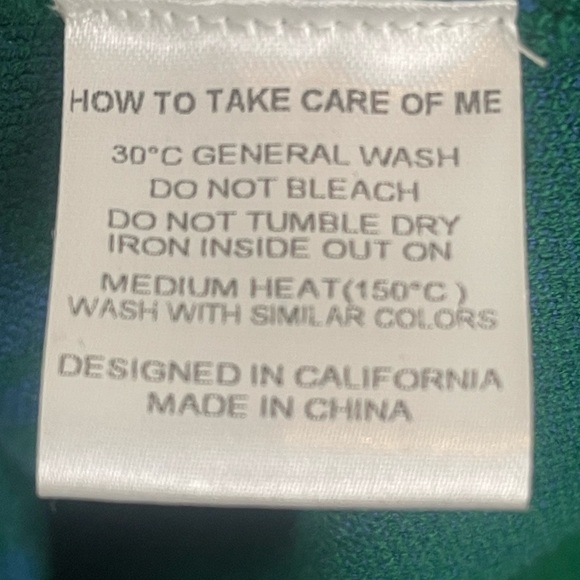 HOW TO TAKE CARE OF ME
30°C GENERAL WASH
DO NOT BLEACH
DO NOT TUMBLE DRY
IRON INSIDE OUT ON
MEDIUM HEAT(150°C )
WASH WITH SIMILAR COLORS
DESIGNED IN CALIFORNIA
MADE IN CHINA